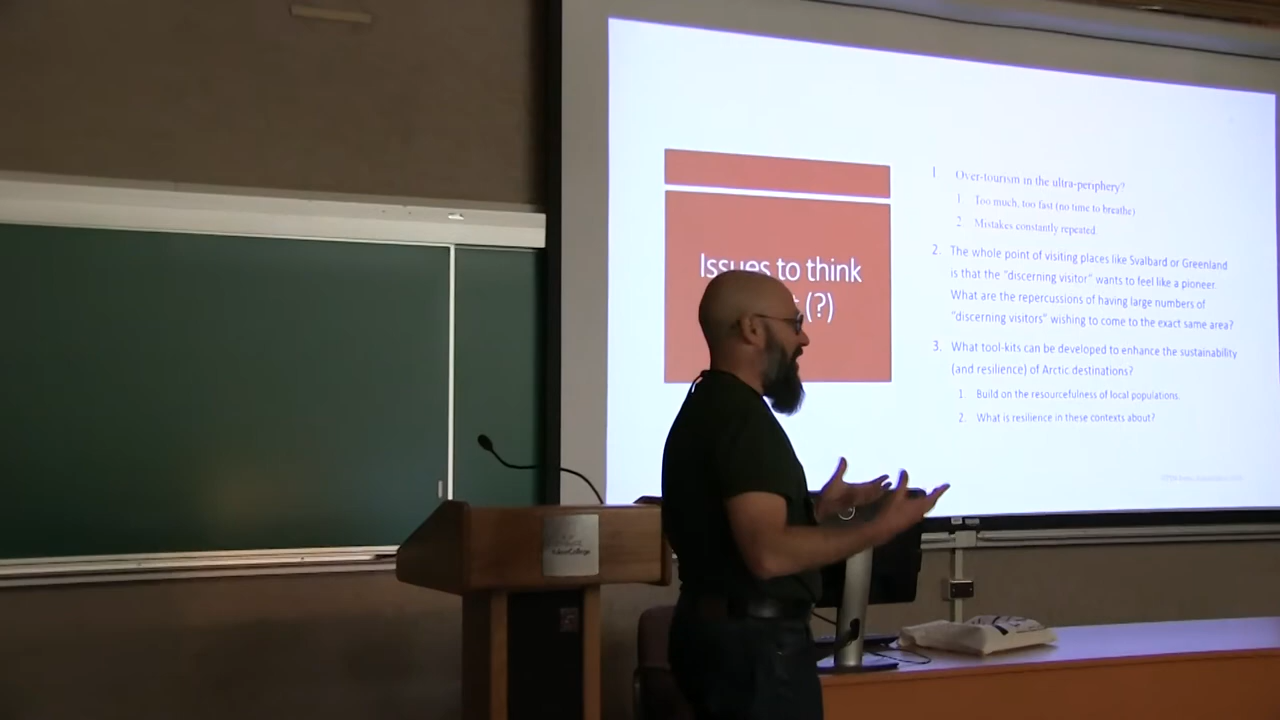 Issues to think
(?)
1 Over-tourism in the ultra-periphery?
1. Too much, too fast (no time to breathe)
2. Mistakes constantly repeated.
2. The whole point of visiting places like Svalbard or Greenland
is that the "discerning visitor" wants to feel like a pioneer.
What are the repercussions of having large numbers of
"discerning visitors" wishing to come to the exact same area?
3. What tool-kits can be developed to enhance the sustainability
(and resilience) of Arctic destinations?
1. Build on the resourcefulness of local populations.
2. What is resilience in these contexts about?
YukonCollege